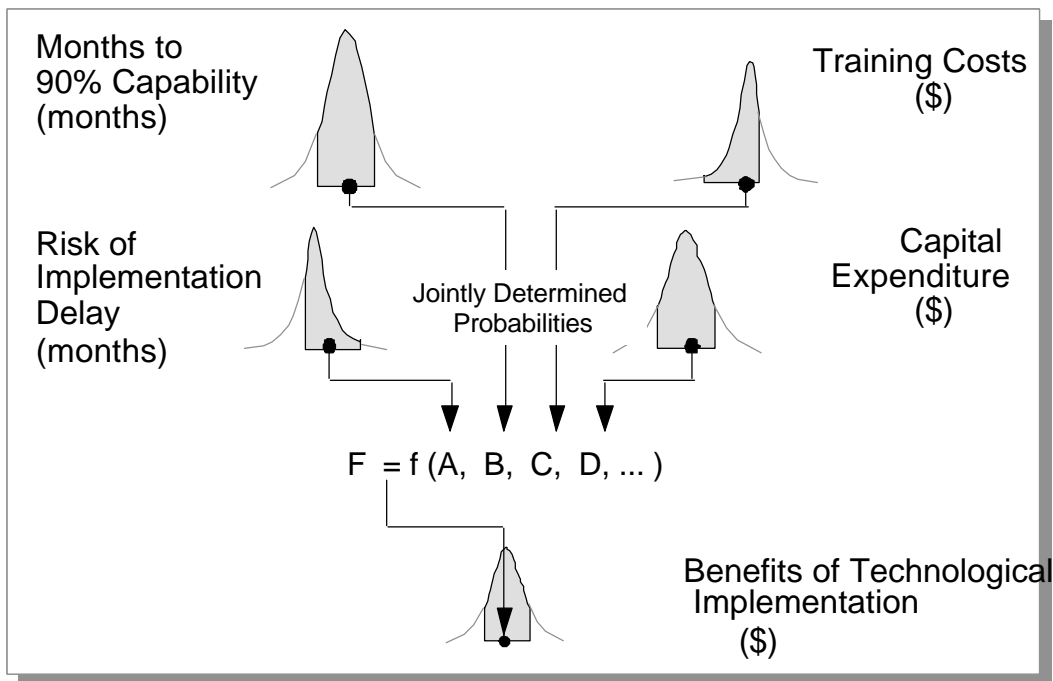 Months to
90% Capability
(months)
Training Costs
($)
Risk of
Implementation
Delay
(months)
Capital
Expenditure
($)
Jointly Determined
Probabilities
F = f (A, B, C, D, ... )
Benefits of Technological
Implementation
($)